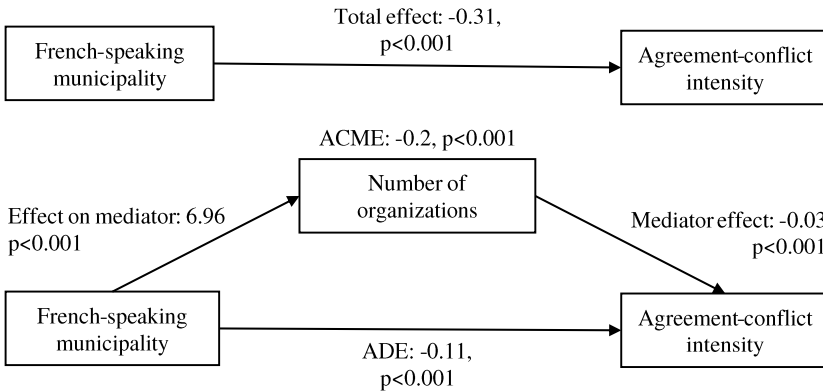 Total effect: -0.31,
p<0.001
French-speaking
municipality
Agreement-conflict
intensity
ACME: -0.2, p<0.001
Number of
organizations
Effect on mediator: 6.96
p<0.001
Mediator effect: -0.03
p<0.001
French-speaking
municipality
Agreement-conflict
intensity
ADE: -0.11,
p<0.001